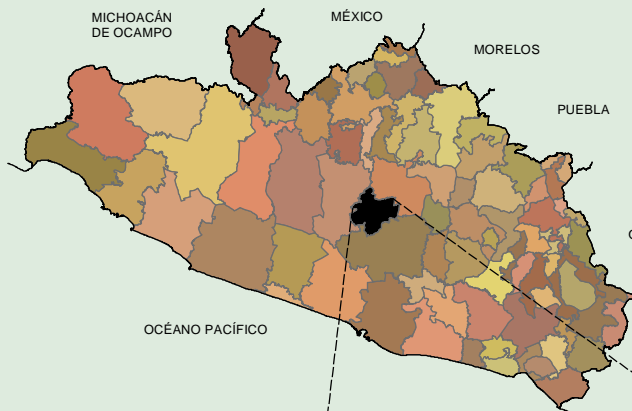 MICHOACÁN
DE OCAMPO
MÉXICO
MORELOS
PUEBLA
OCÉANO PACÍFICO